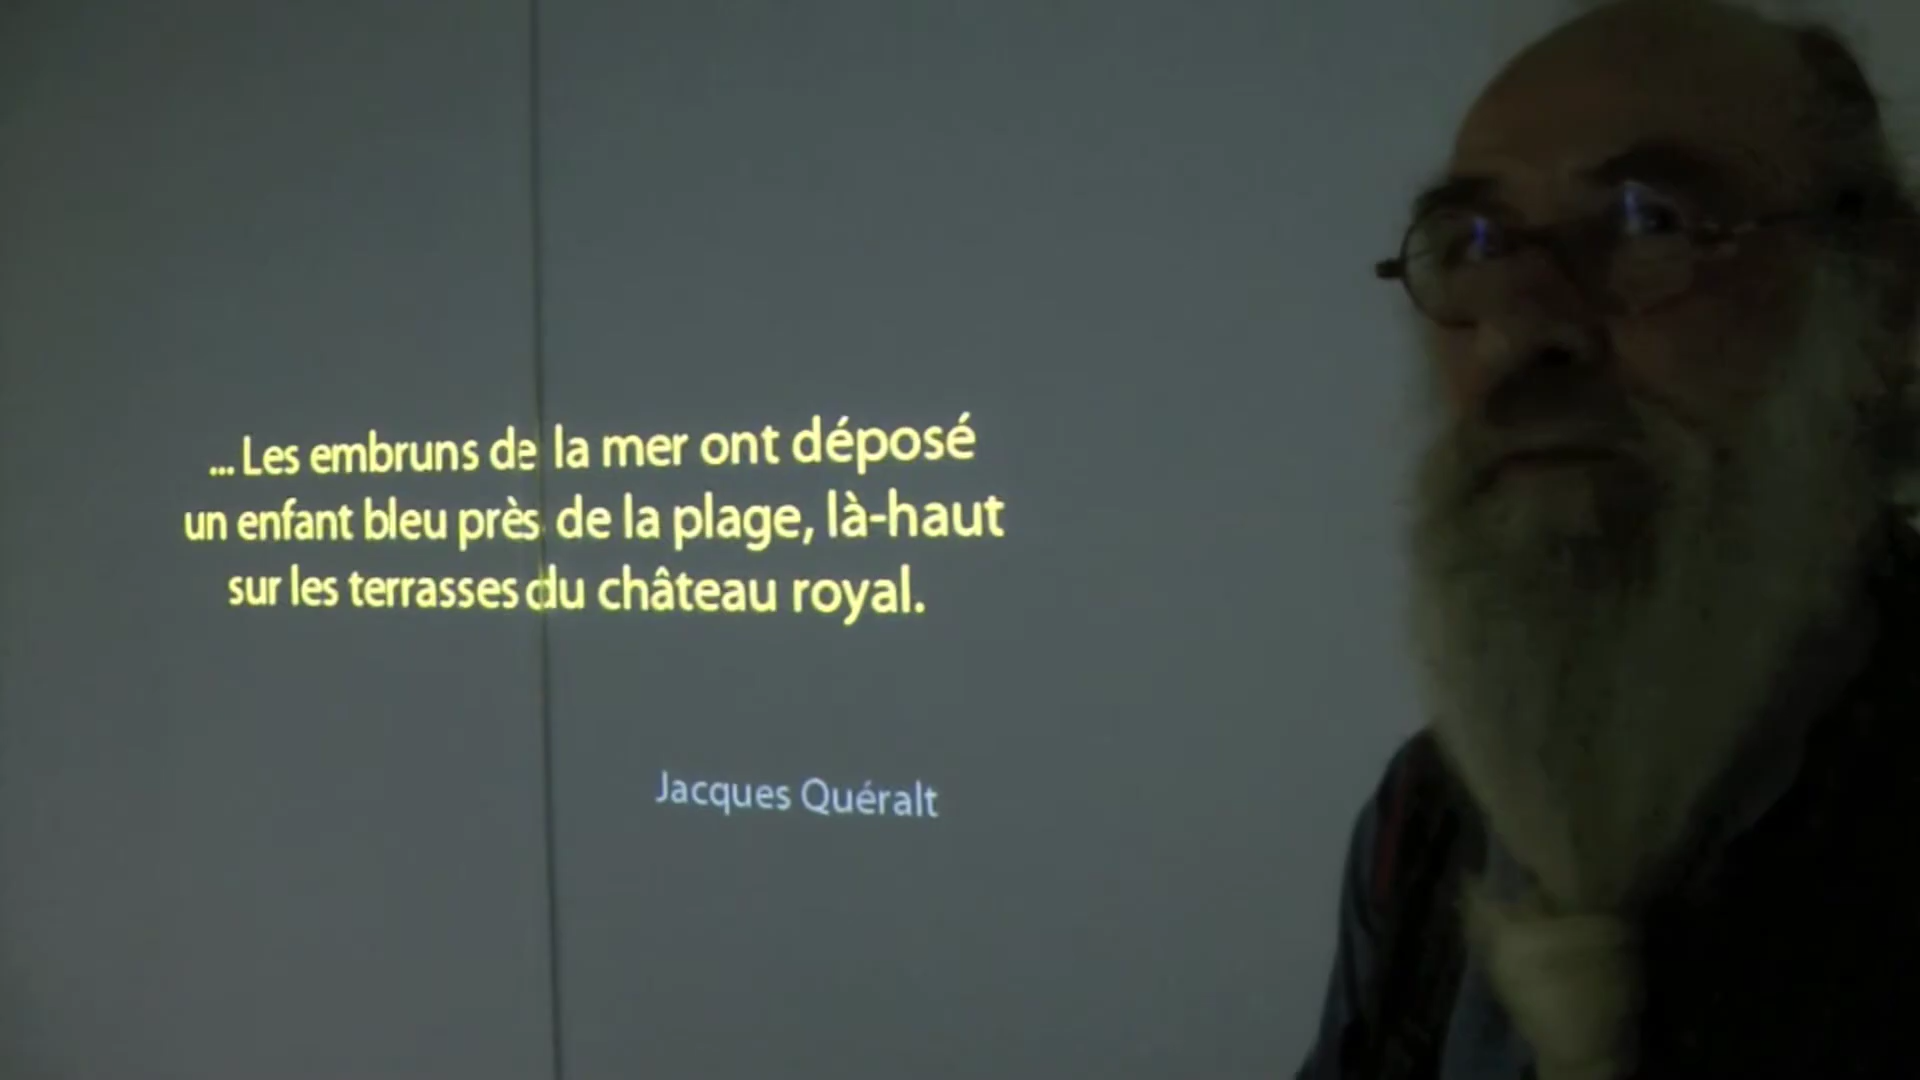 ... Les embruns de la mer ont déposé
un enfant bleu près de la plage, là-haut
sur les terrasses du château royal.
Jacques Quéralt